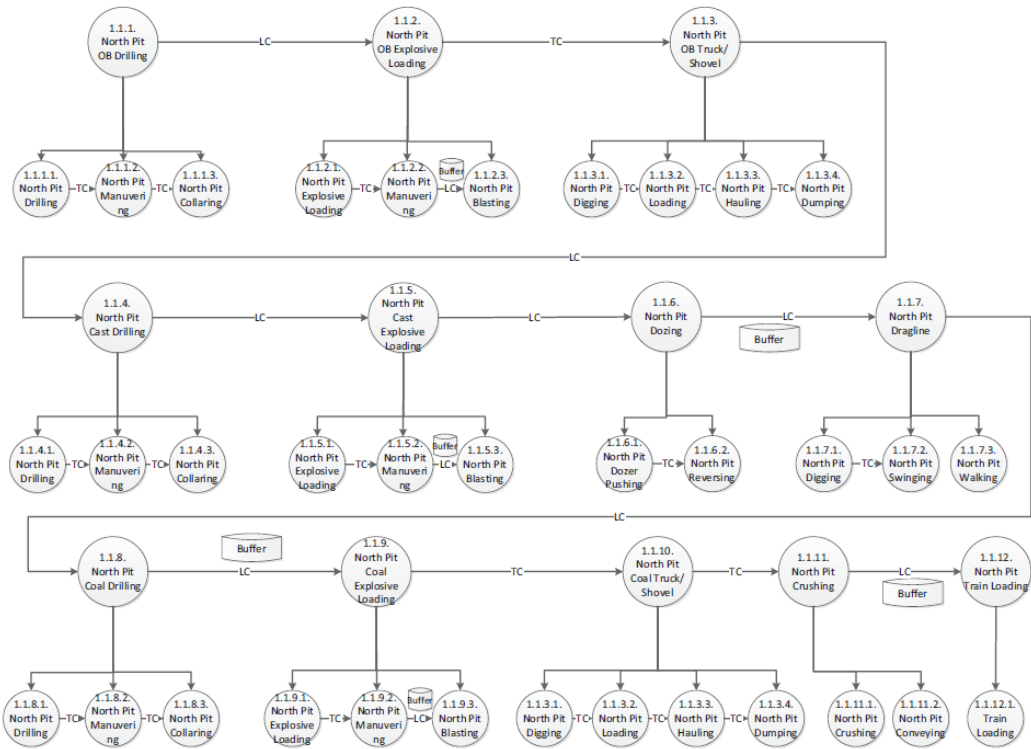 1.1.1.
North Pit
OB Drilling
LC
1.1.2.
North Pit
OB Explosive
Loading
TC
1.1.3.
North Pit
OB Truck/
Shovel
1.1.1.1.
North Pit
Drilling
TC
1.1.1.2.
North Pit
Manuveri
ng
TC
1.1.1.3.
North Pit
Collaring
1.1.2.1.
North Pit
Explosive
Loading
TC
1.1.2.2.
North Pit
Manuveri
ng
Buffer
LC
1.1.2.3.
North Pit
Blasting
1.1.3.1.
North Pit
Digging
TC
1.1.3.2.
North Pit
Loading
TC
1.1.3.3.
North Pit
Hauling
TC
1.1.3.4.
North Pit
Dumping
LC
1.1.4.
North Pit
Cast Drilling
LC
1.1.5.
North Pit
Cast
Explosive
Loading
LC
1.1.6.
North Pit
Dozing
LC
Buffer
1.1.7.
North Pit
Dragline
1.1.4.1.
North Pit
Drilling
TC
1.1.4.2.
North Pit
Manuveri
ng
TC
1.1.4.3.
North Pit
Collaring
1.1.5.1.
North Pit
Explosive
Loading
TC
1.1.5.2.
North Pit
Manuveri
ng
Buffer
LC
1.1.5.3.
North Pit
Blasting
1.1.6.1.
North Pit
Dozer
Pushing
TC
1.1.6.2.
North Pit
Reversing
1.1.7.1.
North Pit
Digging
TC
1.1.7.2.
North Pit
Swinging
1.1.7.3.
North Pit
Walking
LC
1.1.8.
North Pit
Coal Drilling
Buffer
LC
1.1.9.
North Pit
Coal
Explosive
Loading
TC
1.1.10.
North Pit
Coal Truck/
Shovel
TC
1.1.11.
North Pit
Crushing
LC
Buffer
1.1.12.
North Pit
Train Loading
1.1.8.1.
North Pit
Drilling
TC
1.1.8.2.
North Pit
Manuveri
ng
TC
1.1.8.3.
North Pit
Collaring
1.1.9.1.
North Pit
Explosive
Loading
TC
1.1.9.2.
North Pit
Manuveri
ng
Buffer
LC
1.1.9.3.
North Pit
Blasting
1.1.3.1.
North Pit
Digging
TC
1.1.3.2.
North Pit
Loading
TC
1.1.3.3.
North Pit
Hauling
TC
1.1.3.4.
North Pit
Dumping
1.1.11.1.
North Pit
Crushing
1.1.11.2.
North Pit
Conveying
1.1.12.1.
Train
Loading